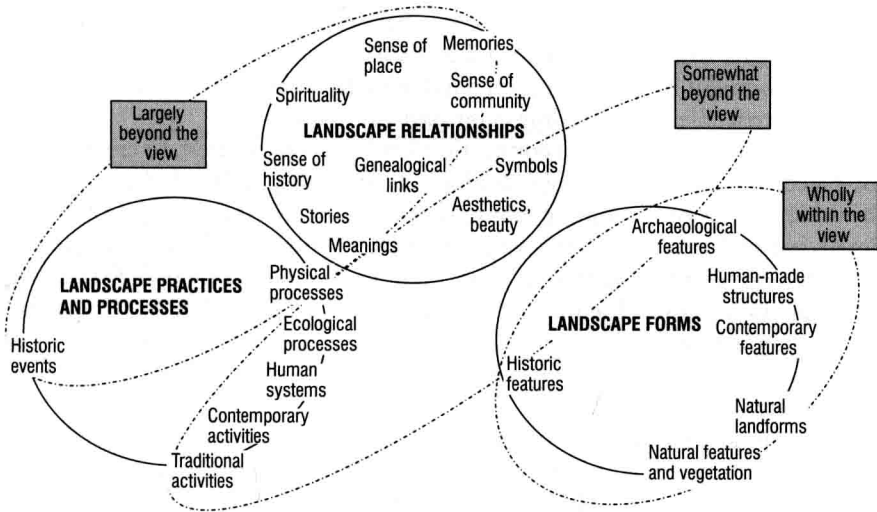 Sense of
place
Memories
Spirituality
Sense of
community
LANDSCAPE RELATIONSHIPS
Sense of
history
Genealogical
links
Symbols
Stories
Aesthetics,
beauty
Meanings
Largely
beyond the
view
Somewhat
beyond the
view
Wholly
within the
view
Physical
processes
LANDSCAPE PRACTICES
AND PROCESSES
Ecological
processes
Historic
events
Human
systems
Contemporary
activities
Traditional
activities
Archaeological
features
Human-made
structures
LANDSCAPE FORMS
Contemporary
features
Historic
features
Natural
landforms
Natural features
and vegetation